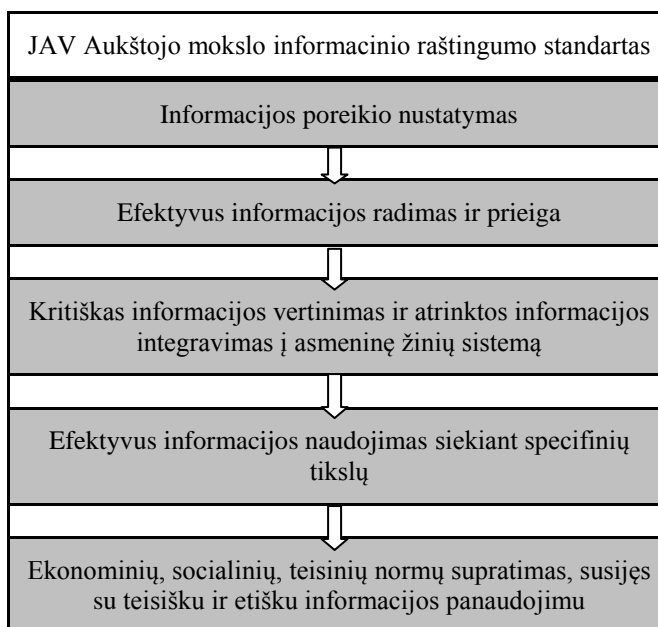 JAV Aukštojo mokslo informacinio raštingumo standartas
Informacijos poreikio nustatymas
Efektyvus informacijos radimas ir prieiga
Kritiškas informacijos vertinimas ir atrinktos informacijos
integravimas į asmeninę žinių sistemą
Efektyvus informacijos naudojimas siekiant specifinių
tikslų
Ekonominių, socialinių, teisinių normų supratimas, susijęs
su teisišku ir etišku informacijos panaudojimu